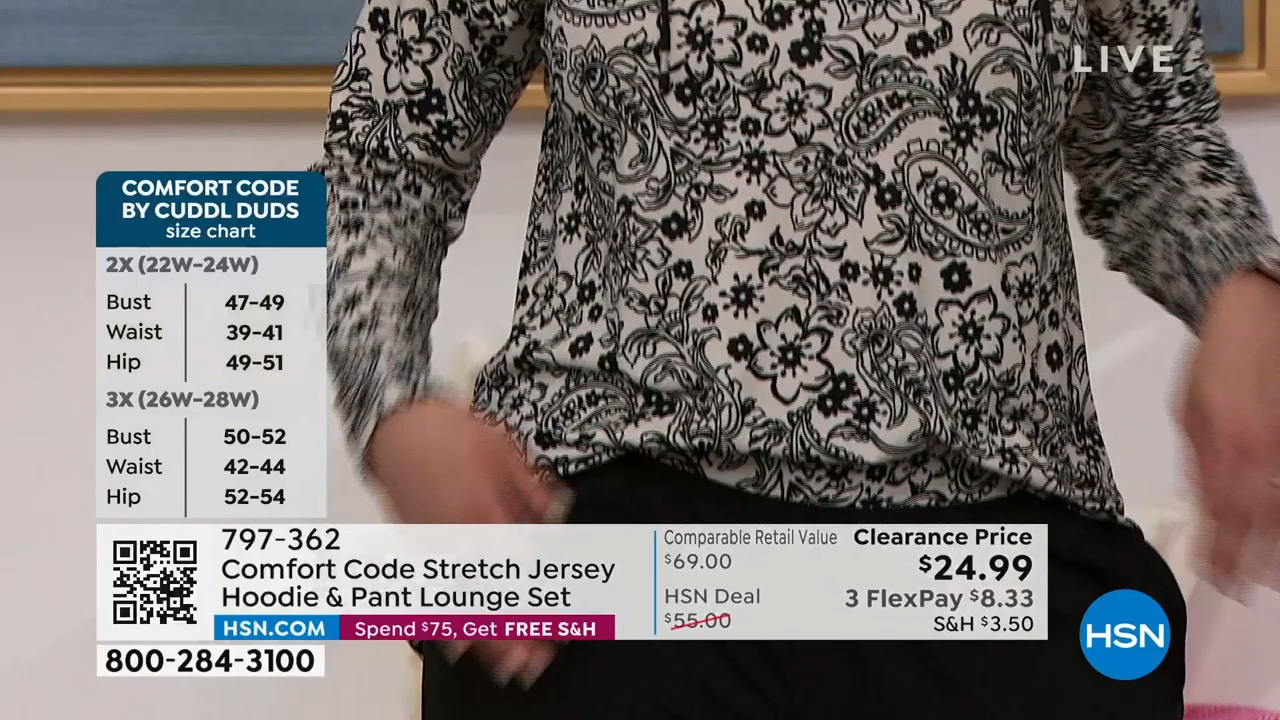 LIVE
COMFORT CODE
BY CUDDL DUDS
size chart
2X (22W-24W)
Bust 47-49
Waist 39-41
Hip 49-51
3X (26W-28W)
Bust 50-52
Waist 42-44
Hip 52-54
797-362
Comfort Code Stretch Jersey
Hoodie & Pant Lounge Set
HSN.COM Spend $75, Get FREE S&H
800-284-3100
Comparable Retail Value
$69.00
HSN Deal
$55.00
Clearance Price
$24.99
3 FlexPay $8.33
S&H $3.50
HSN